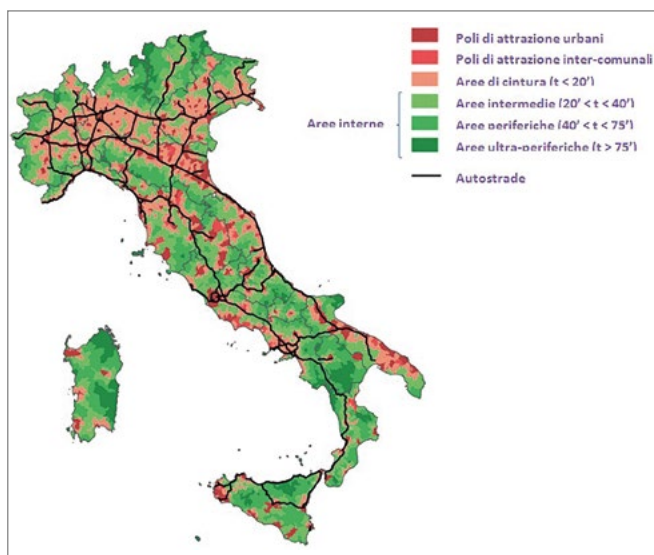 Poli di attrazione urbani
Poli di attrazione inter-comunali
Aree di cintura (t < 20')
Aree interne
Aree intermedie (20' < t < 40')
Aree periferiche (40' < t < 75')
Aree ultra-periferiche (t > 75')
Autostrade